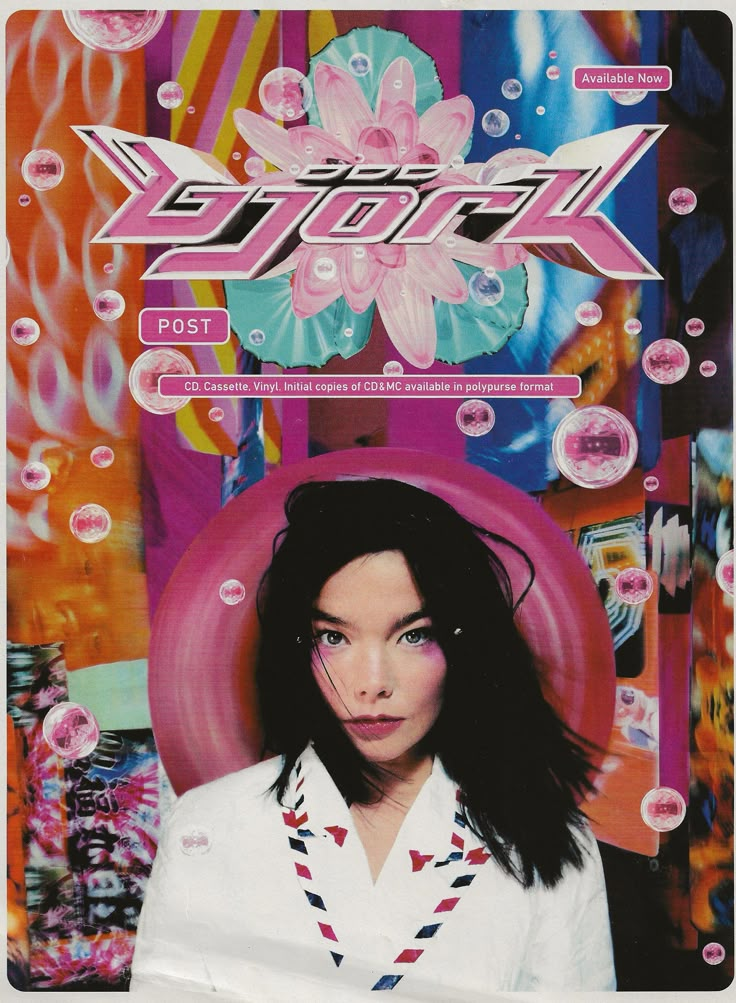 Available Now
björk
POST
CD, Cassette, Vinyl. Initial copies of CD&MC available in polypurse format